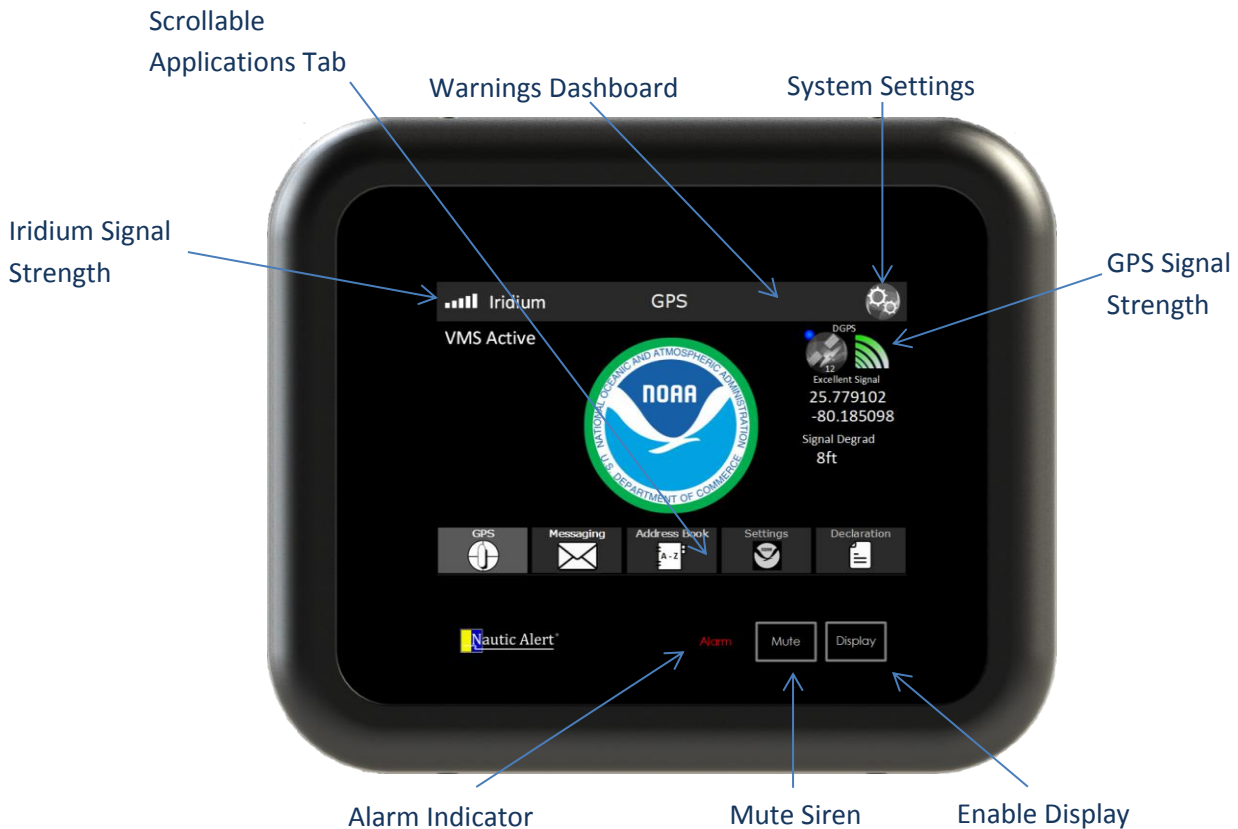 Scrollable
Applications Tab
Warnings Dashboard
System Settings
Iridium Signal
Strength
GPS Signal
Strength
Iridium
GPS
VMS Active
DGPS
12
Excellent Signal
25.779102
-80.185098
Signal Degrad
8ft
NATIONAL OCEANIC AND ATMOSPHERIC ADMINISTRATION
NOAA
U.S. DEPARTMENT OF COMMERCE
GPS
Messaging
Address Book
Settings
Declaration
A - Z
NOAA
Nautic Alert
Alarm
Mute
Display
Alarm Indicator
Mute Siren
Enable Display